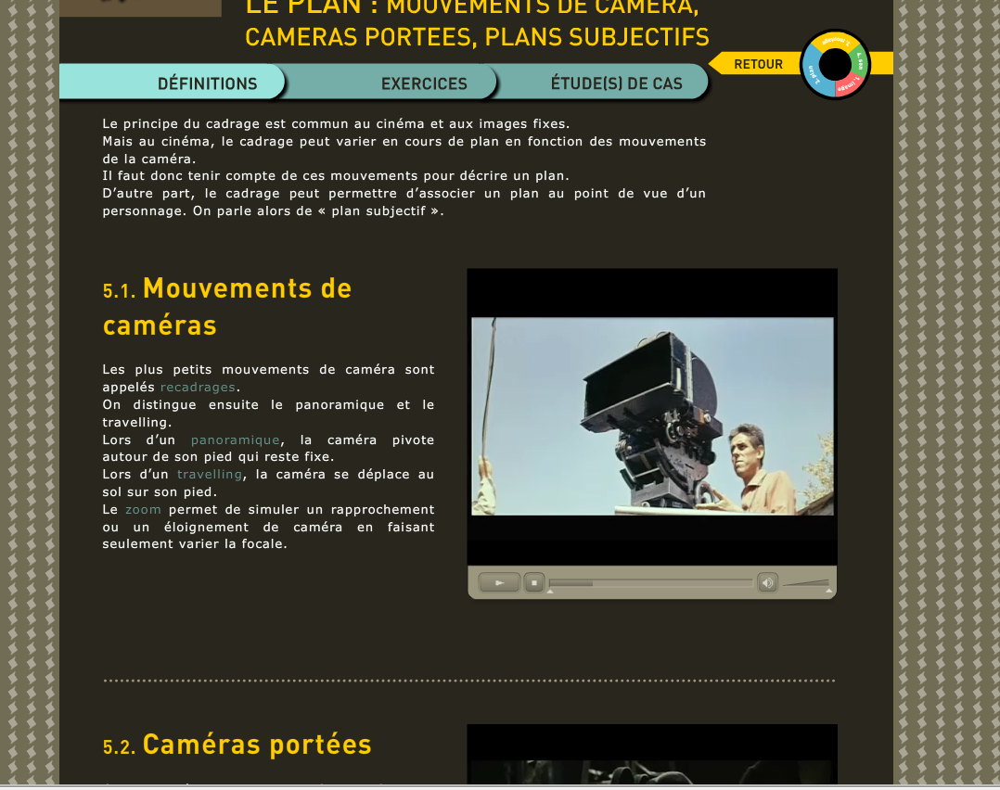 LE PLAN : MOUVEMENTS DE CAMERA,
CAMERAS PORTEES, PLANS SUBJECTIFS
RETOUR
DÉFINITIONS
EXERCICES
ÉTUDE(S) DE CAS
Le principe du cadrage est commun au cinéma et aux images fixes.
Mais au cinéma, le cadrage peut varier en cours de plan en fonction des mouvements
de la caméra.
Il faut donc tenir compte de ces mouvements pour décrire un plan.
D’autre part, le cadrage peut permettre d’associer un plan au point de vue d’un
personnage. On parle alors de « plan subjectif ».
5.1. Mouvements de
caméras
Les plus petits mouvements de caméra sont
appelés recadrages.
On distingue ensuite le panoramique et le
travelling.
Lors d’un panoramique, la caméra pivote
autour de son pied qui reste fixe.
Lors d’un travelling, la caméra se déplace au
sol sur son pied.
Le zoom permet de simuler un rapprochement
ou un éloignement de caméra en faisant
seulement varier la focale.
5.2. Caméras portées